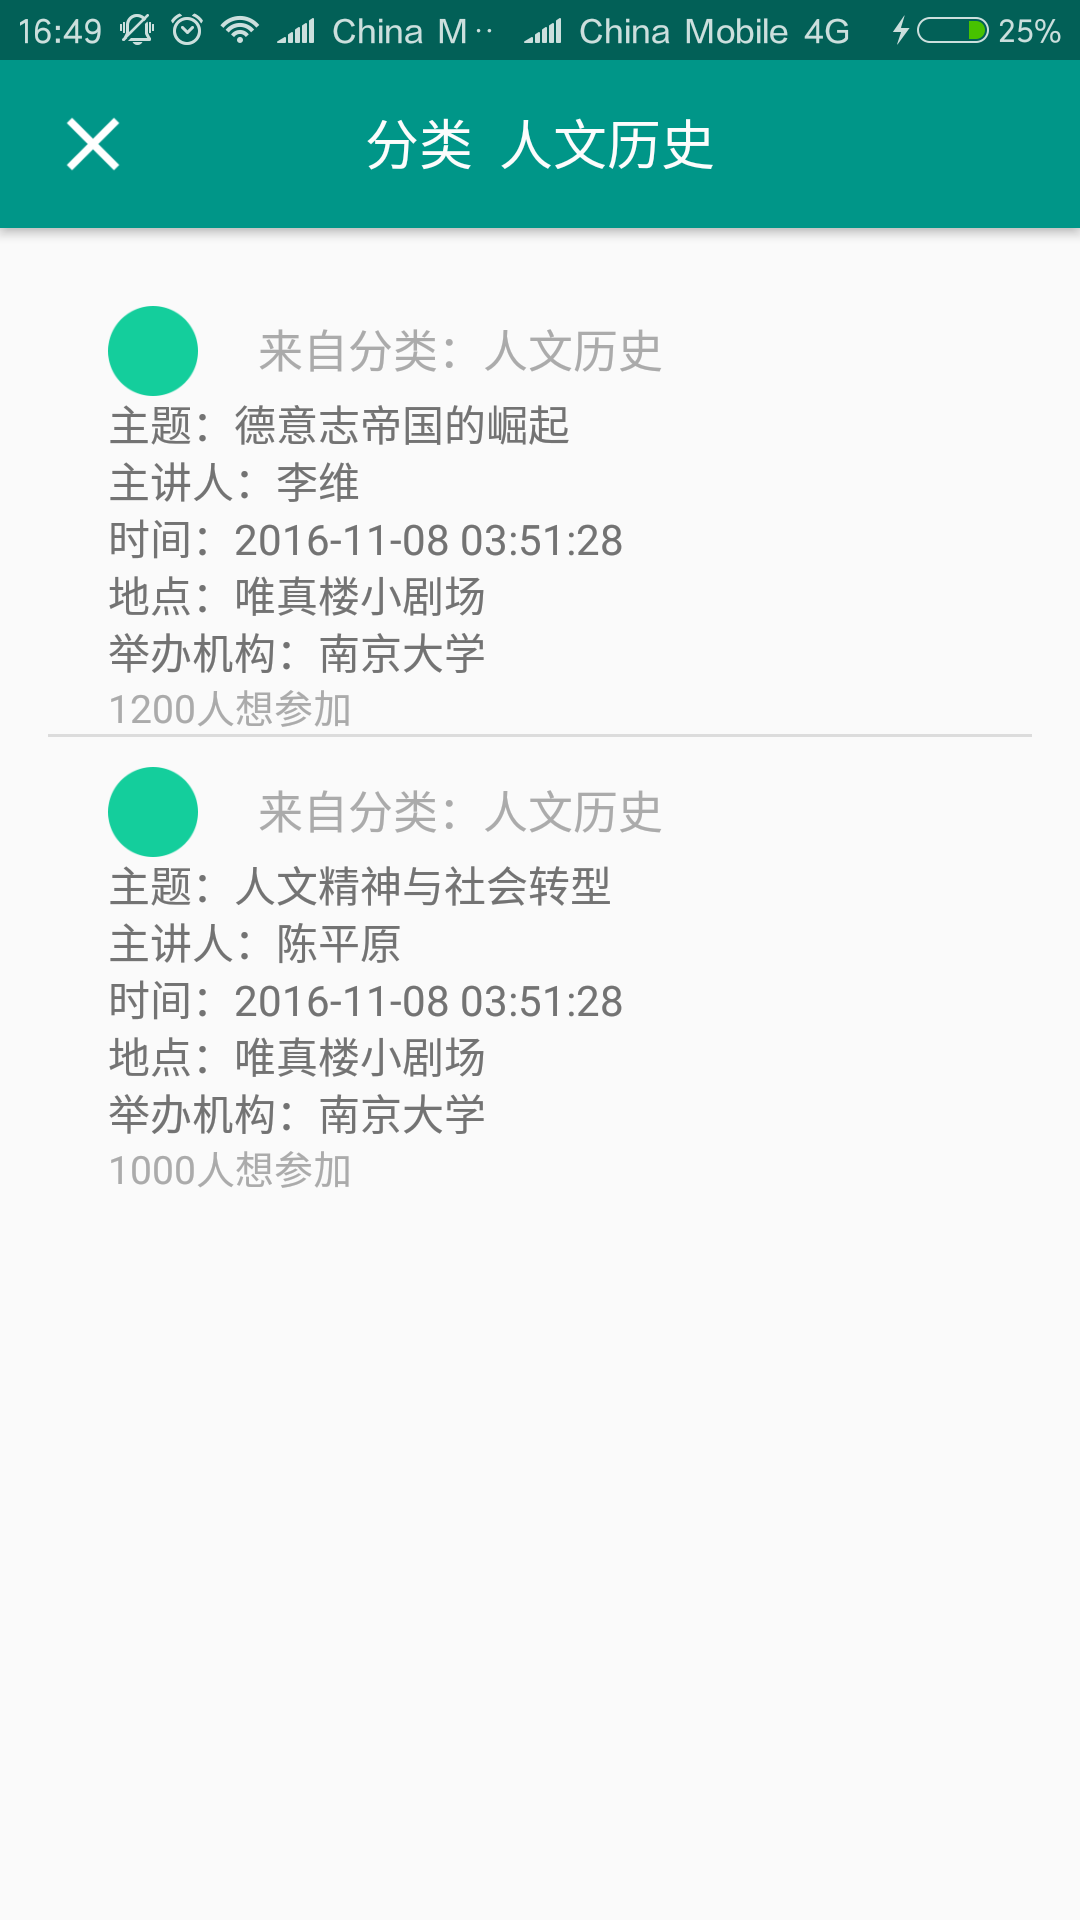 16:49 China M·· China Mobile 4G 25%
分类 人文历史
来自分类：人文历史
主题：德意志帝国的崛起
主讲人：李维
时间：2016-11-08 03:51:28
地点：唯真楼小剧场
举办机构：南京大学
1200人想参加
来自分类：人文历史
主题：人文精神与社会转型
主讲人：陈平原
时间：2016-11-08 03:51:28
地点：唯真楼小剧场
举办机构：南京大学
1000人想参加